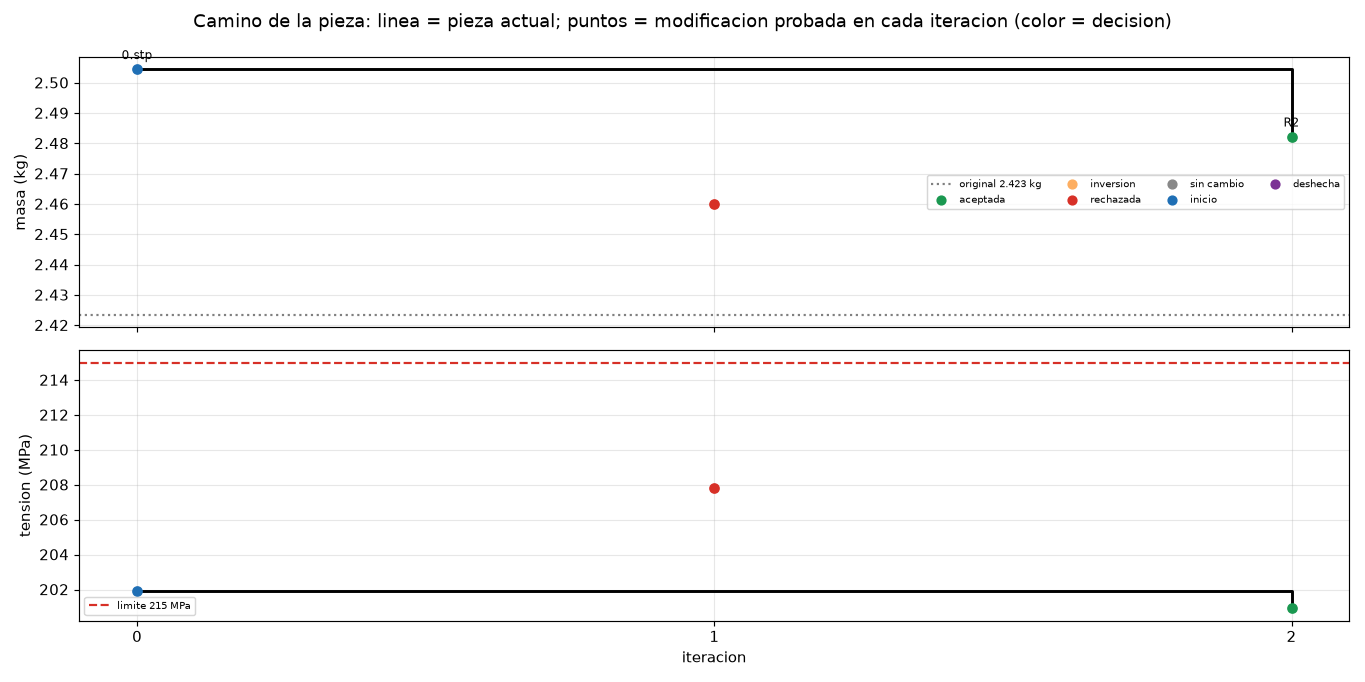 Camino de la pieza: linea = pieza actual; puntos = modificacion probada en cada iteracion (color = decision)
0.stp
2.50
2.49
2.48
2.47
2.46
2.45
2.44
2.43
2.42
masa (kg)
R2
original 2.423 kg
aceptada
inversion
rechazada
sin cambio
inicio
deshecha
214
212
210
208
206
204
202
tension (MPa)
limite 215 MPa
0
1
2
iteracion